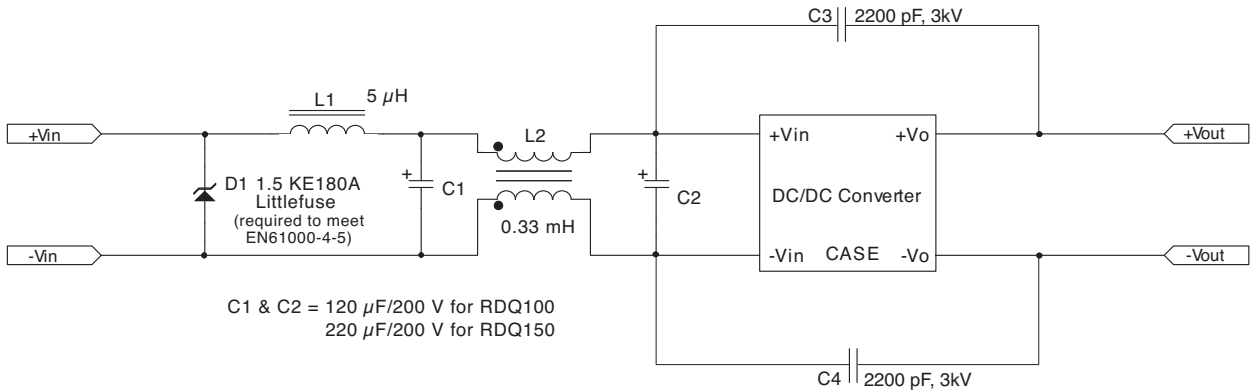 C3 2200 pF, 3kV
L1 5 µH
+Vin
L2
+Vin +Vo
+Vout
D1 1.5 KE180A
Littlefuse
(required to meet
EN61000-4-5)
+
C1
+
C2
DC/DC Converter
0.33 mH
-Vin
-Vin CASE -Vo
-Vout
C1 & C2 = 120 µF/200 V for RDQ100
220 µF/200 V for RDQ150
C4 2200 pF, 3kV